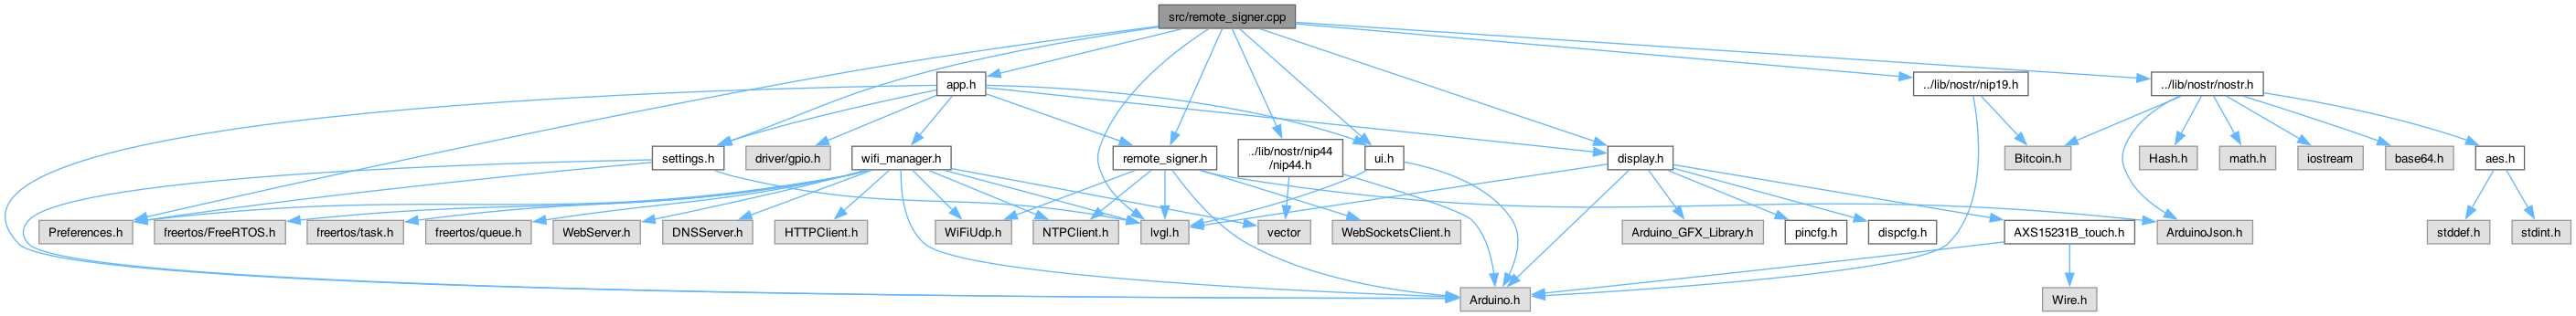 src/remote_signer.cpp
app.h
../lib/nostr/nip19.h
../lib/nostr/nostr.h
settings.h
driver/gpio.h
wifi_manager.h
remote_signer.h
../lib/nostr/nip44
/nip44.h
ui.h
display.h
Bitcoin.h
Hash.h
math.h
iostream
base64.h
aes.h
Preferences.h
freertos/FreeRTOS.h
freertos/task.h
freertos/queue.h
WebServer.h
DNSServer.h
HTTPClient.h
WiFiUdp.h
NTPClient.h
lvgl.h
vector
WebSocketsClient.h
Arduino_GFX_Library.h
pincfg.h
dispcfg.h
AXS15231B_touch.h
ArduinoJson.h
stddef.h
stdint.h
Arduino.h
Wire.h